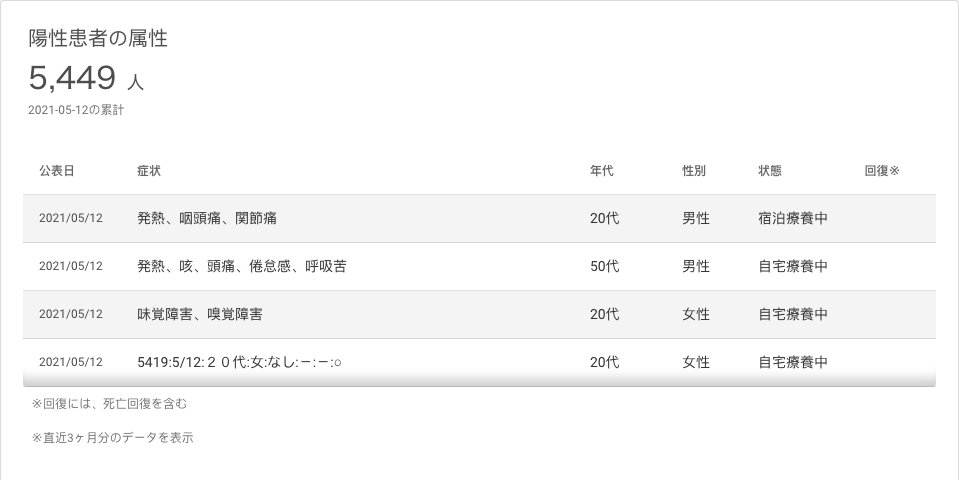 陽性患者の属性
5,449 人
2021-05-12の累計
公表日 症状 年代 性別 状態 回復※
2021/05/12 発熱、咽頭痛、関節痛 20代 男性 宿泊療養中
2021/05/12 発熱、咳、頭痛、倦怠感、呼吸苦 50代 男性 自宅療養中
2021/05/12 味覚障害、嗅覚障害 20代 女性 自宅療養中
2021/05/12 5419:5/12:２０代:女:なし:－:－:○ 20代 女性 自宅療養中
※回復には、死亡回復を含む
※直近3ヶ月分のデータを表示